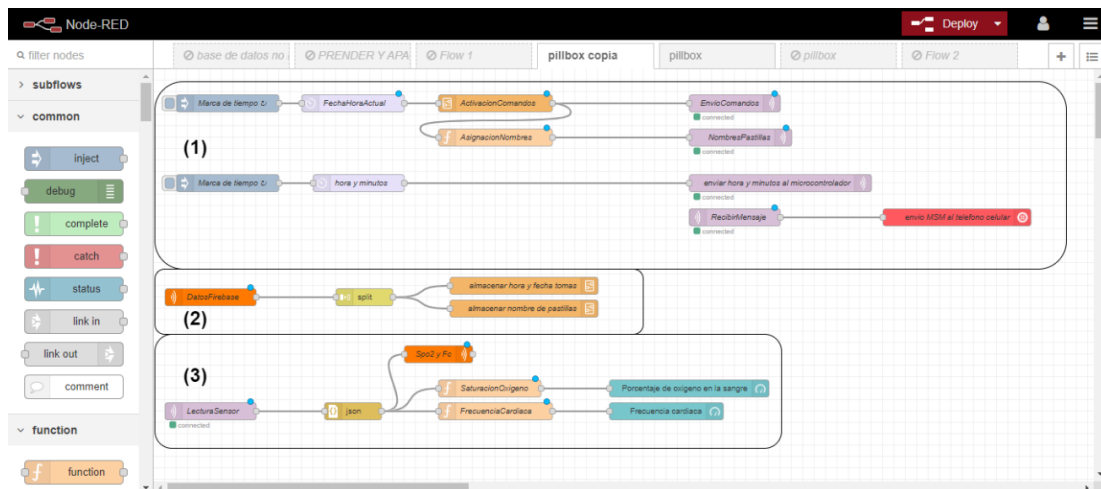 Node-RED
Deploy
filter nodes
base de datos no
PRENDER Y APA
Flow 1
pillbox copia
pillbox
pillbox
Flow 2
subflows
common
inject
debug
complete
catch
status
link in
link out
comment
function
function
(1)
Marca de tiempo ↻
FechaHoraActual
ActivacionComandos
EnvioComandos
connected
AsignacionNombres
NombresPastillas
connected
Marca de tiempo ↻
hora y minutos
enviar hora y minutos al microcontrolador
connected
RecibirMensaje
connected
envio MSM al telefono celular
(2)
DatosFirebase
split
almacenar hora y fecha tomas
almacenar nombre de pastillas
(3)
Spo2 y Fc
LecturaSensor
connected
json
SaturacionOxigeno
Porcentaje de oxigeno en la sangre
FrecuenciaCardiaca
Frecuencia cardiaca